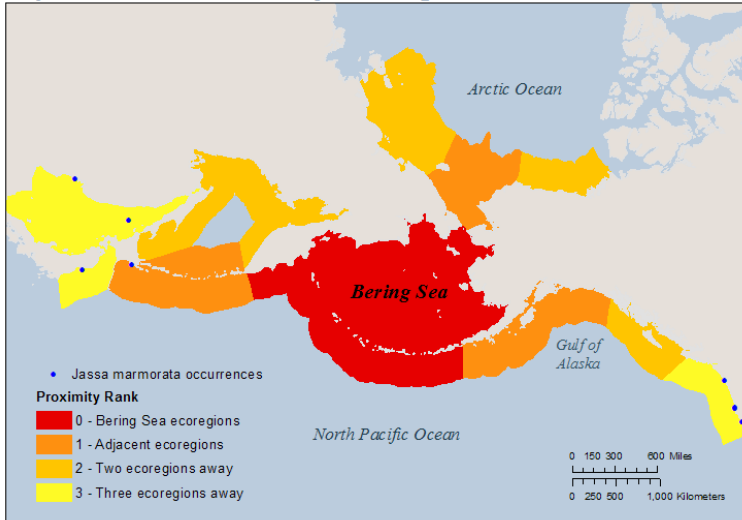 Arctic Ocean
Bering Sea
Gulf of
Alaska
North Pacific Ocean
Jassa marmorata occurrences
Proximity Rank
0 - Bering Sea ecoregions
1 - Adjacent ecoregions
2 - Two ecoregions away
3 - Three ecoregions away
0 150 300 600 Miles
0 250 500 1,000 Kilometers